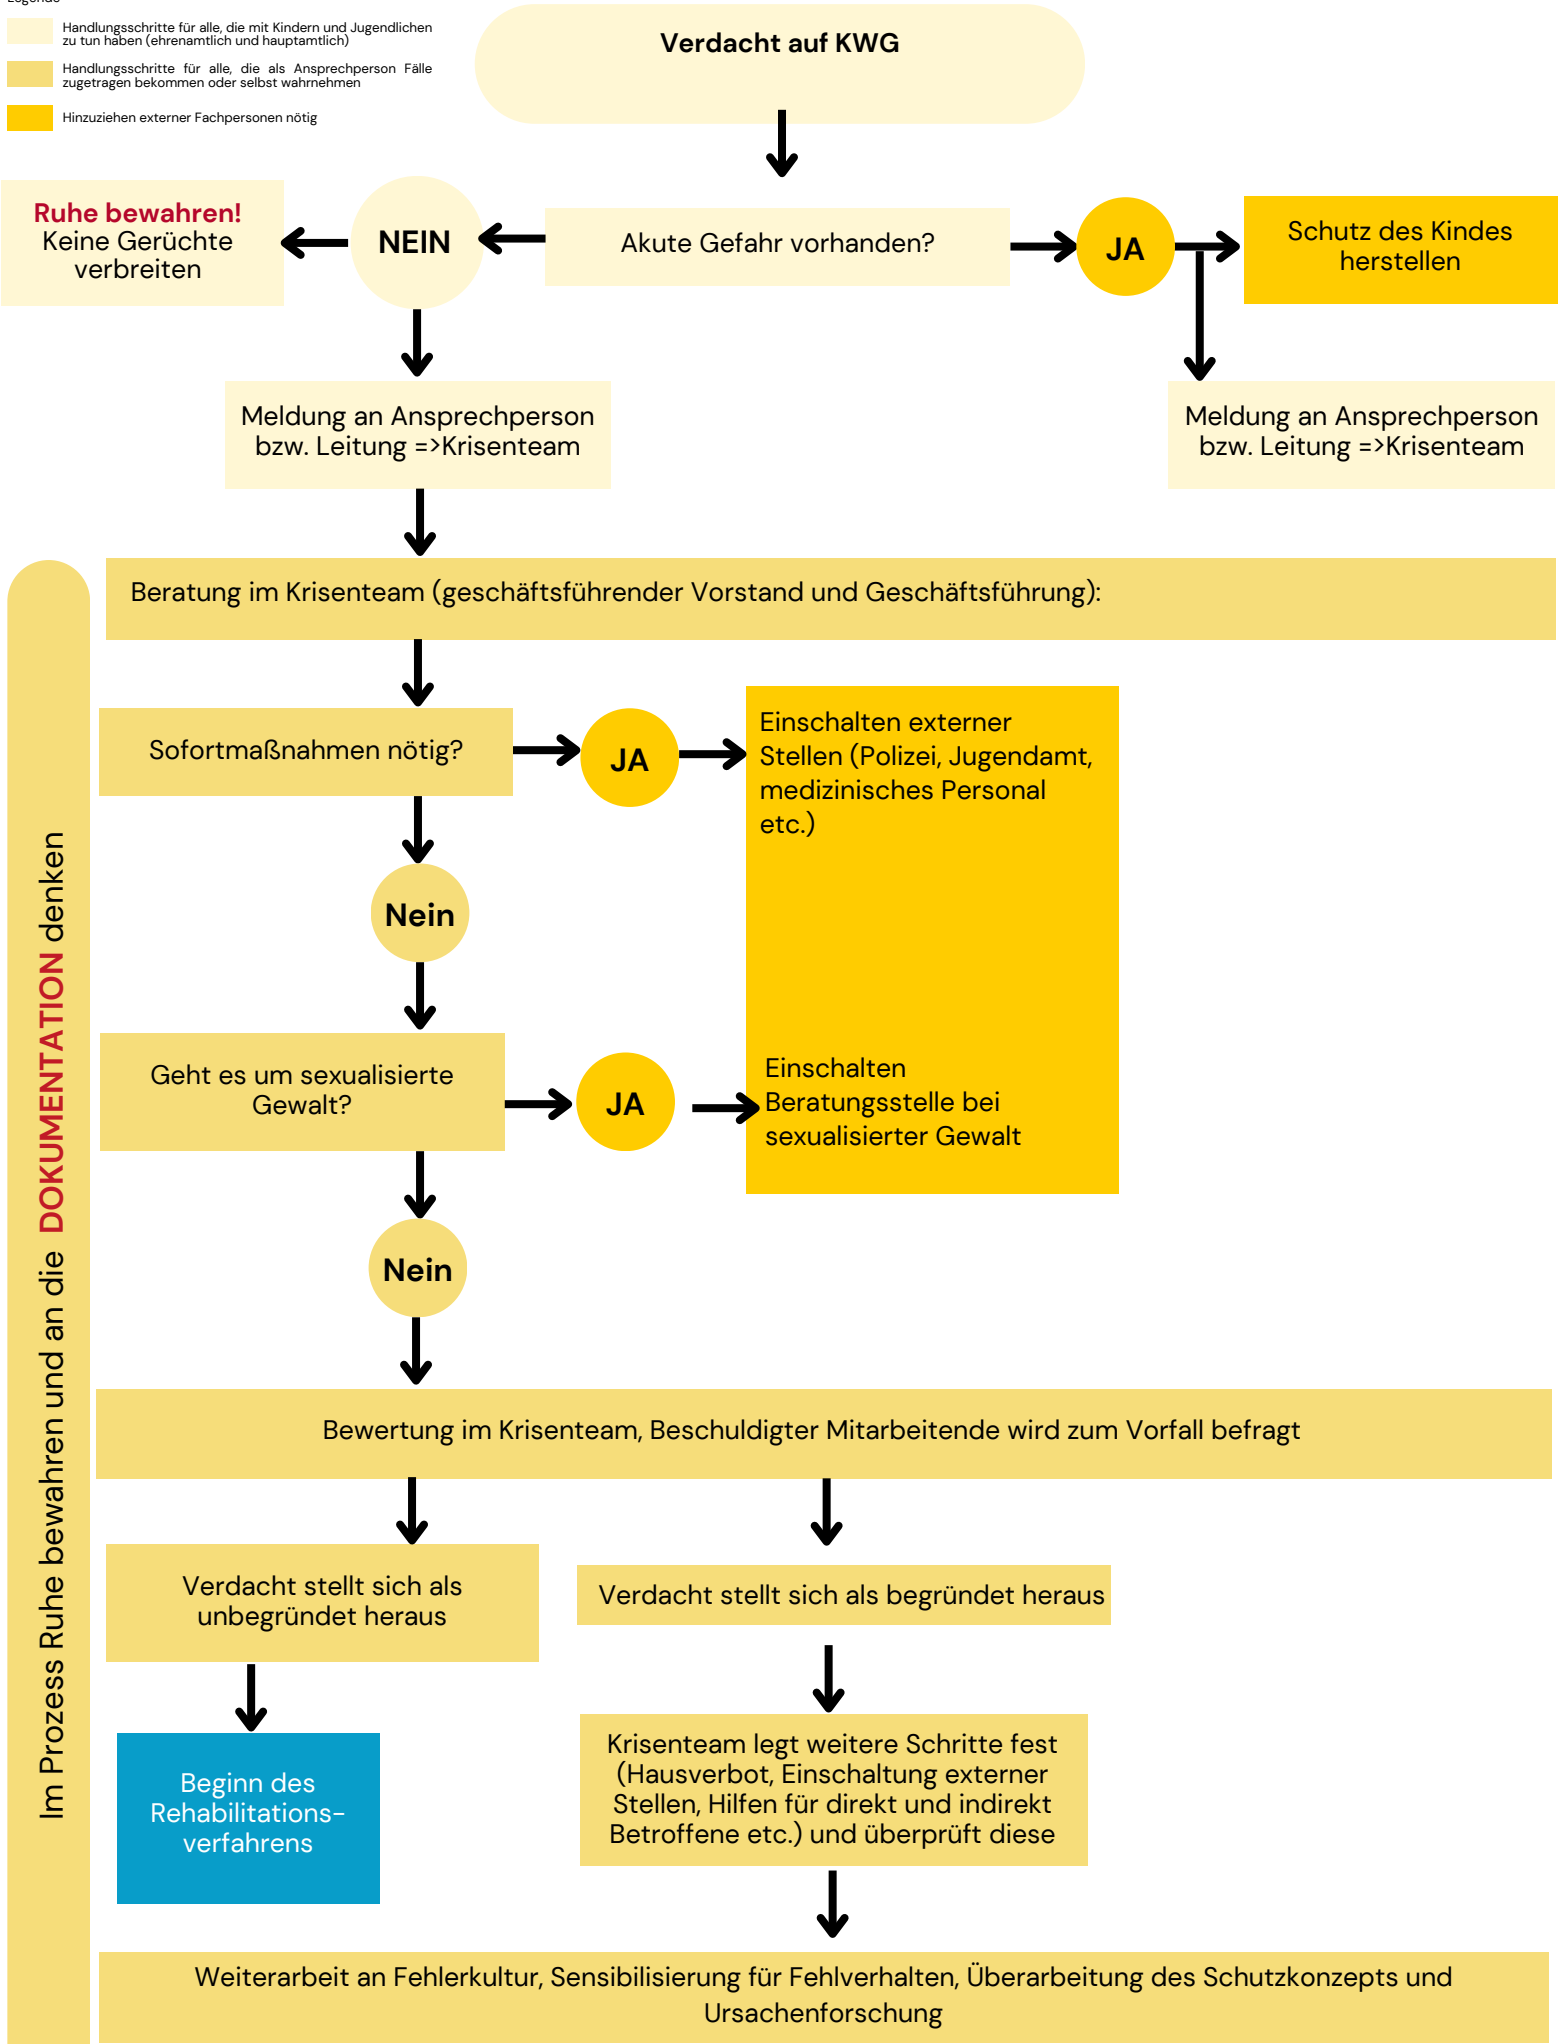 Legende
Handlungsschritte für alle, die mit Kindern und Jugendlichen
zu tun haben (ehrenamtlich und hauptamtlich)
Handlungsschritte für alle, die als Ansprechperson Fälle
zugetragen bekommen oder selbst wahrnehmen
Hinzuziehen externer Fachpersonen nötig
Verdacht auf KWG
Ruhe bewahren!
Keine Gerüchte
verbreiten
NEIN
Akute Gefahr vorhanden?
JA
Schutz des Kindes
herstellen
Meldung an Ansprechperson
bzw. Leitung =>Krisenteam
Meldung an Ansprechperson
bzw. Leitung =>Krisenteam
Im Prozess Ruhe bewahren und an die DOKUMENTATION denken
Beratung im Krisenteam (geschäftsführender Vorstand und Geschäftsführung):
Sofortmaßnahmen nötig?
JA
Einschalten externer
Stellen (Polizei, Jugendamt,
medizinisches Personal
etc.)
Nein
Geht es um sexualisierte
Gewalt?
JA
Einschalten
Beratungsstelle bei
sexualisierter Gewalt
Nein
Bewertung im Krisenteam, Beschuldigter Mitarbeitende wird zum Vorfall befragt
Verdacht stellt sich als
unbegründet heraus
Verdacht stellt sich als begründet heraus
Beginn des
Rehabilitations-
verfahrens
Krisenteam legt weitere Schritte fest
(Hausverbot, Einschaltung externer
Stellen, Hilfen für direkt und indirekt
Betroffene etc.) und überprüft diese
Weiterarbeit an Fehlerkultur, Sensibilisierung für Fehlverhalten, Überarbeitung des Schutzkonzepts und
Ursachenforschung